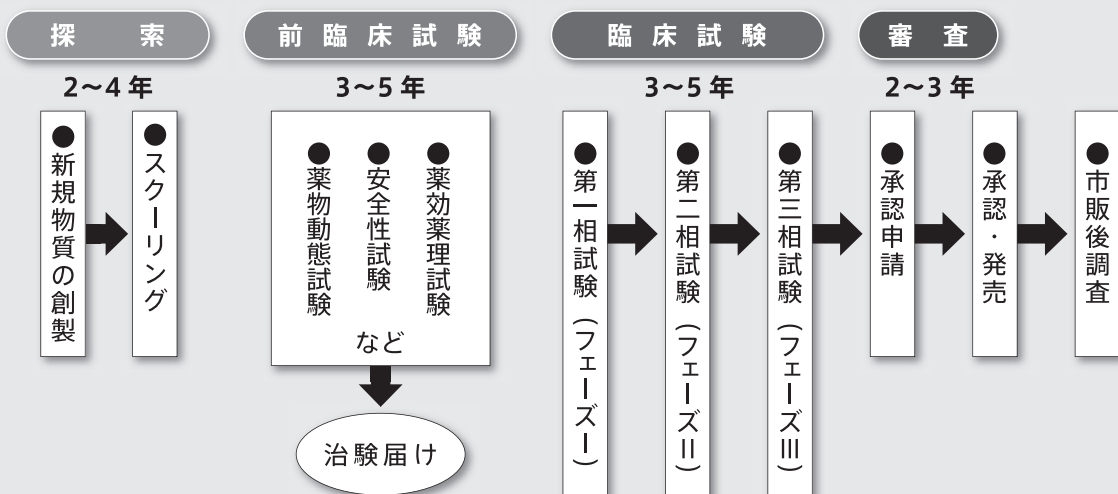 探索
2〜4年
●新規物質の創製
●スクーリング
前臨床試験
3〜5年
●薬物動態試験
●安全性試験
●薬効薬理試験
など
治験届け
臨床試験
3〜5年
●第一相試験（フェーズI）
●第二相試験（フェーズII）
●第三相試験（フェーズIII）
審査
2〜3年
●承認申請
●承認・発売
●市販後調査